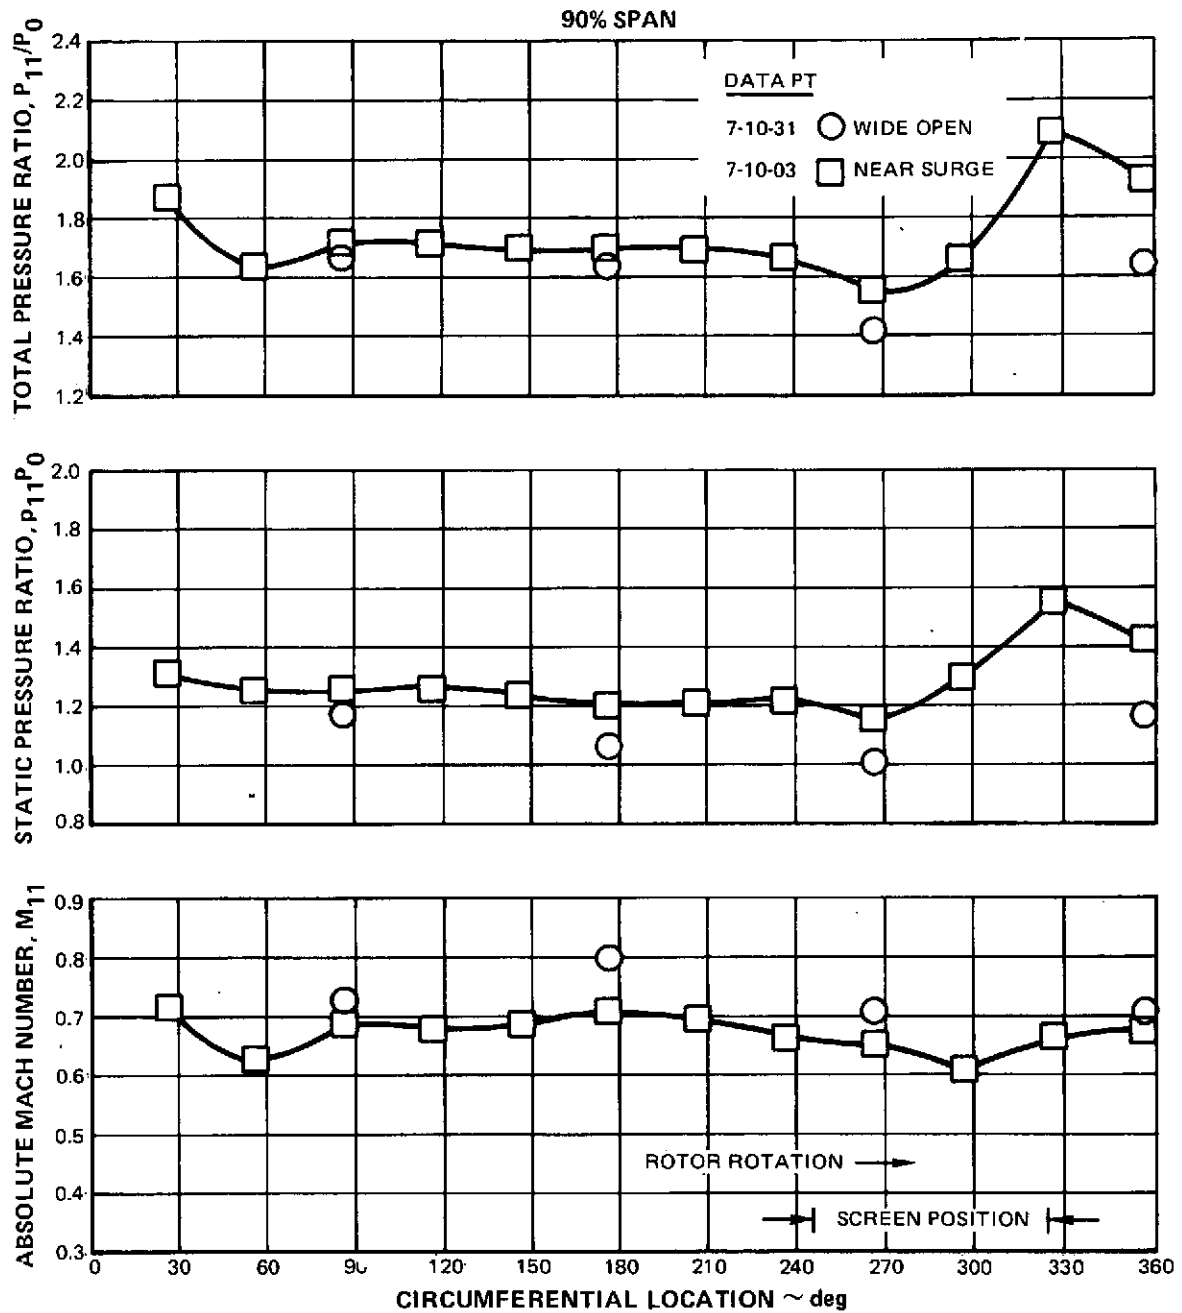 90% SPAN
TOTAL PRESSURE RATIO, P11/P0
2.4
2.2
2.0
1.8
1.6
1.4
1.2
DATA PT
7-10-31 WIDE OPEN
7-10-03 NEAR SURGE
STATIC PRESSURE RATIO, p11P0
2.0
1.8
1.6
1.4
1.2
1.0
0.8
ABSOLUTE MACH NUMBER, M11
0.9
0.8
0.7
0.6
0.5
0.4
0.3
ROTOR ROTATION
SCREEN POSITION
0 30 60 90 120 150 180 210 240 270 300 330 360
CIRCUMFERENTIAL LOCATION ~ deg